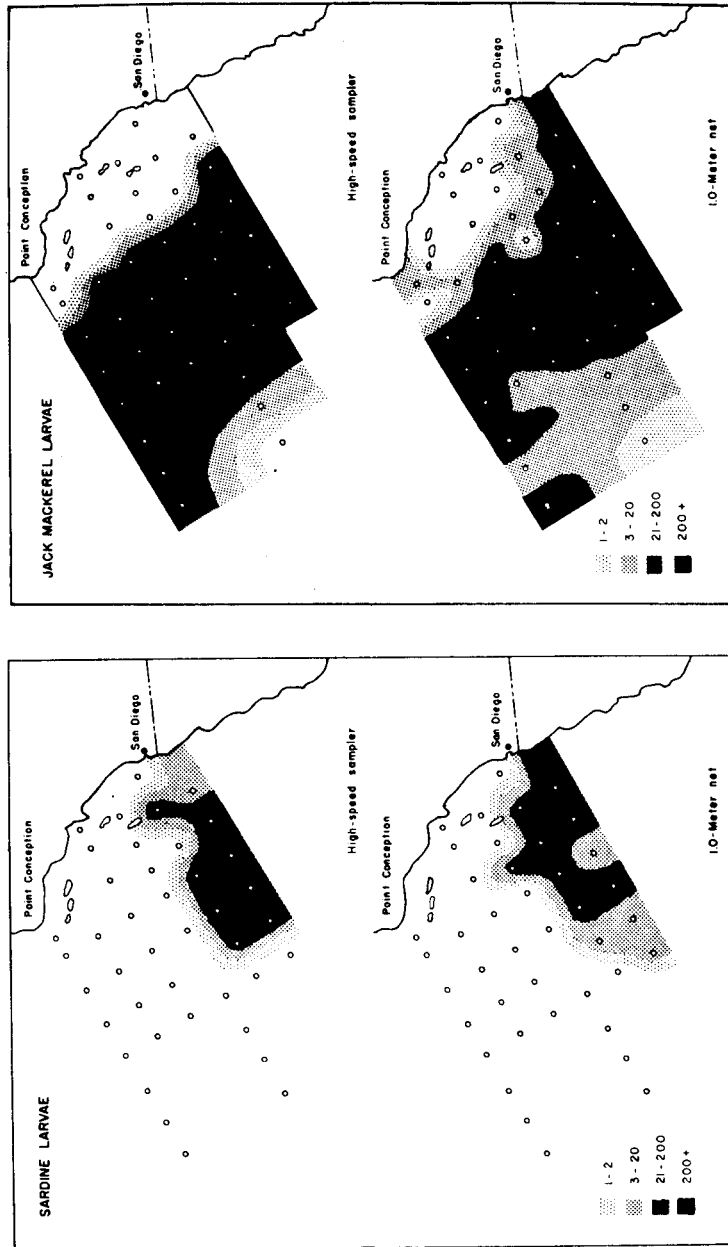 SARDINE LARVAE
Point Conception
San Diego
High-speed sampler
Point Conception
San Diego
1-2
3-20
21-200
200+
1.0-Meter net
JACK MACKEREL LARVAE
Point Conception
San Diego
High-speed sampler
Point Conception
San Diego
1-2
3-20
21-200
200+
1.0-Meter net